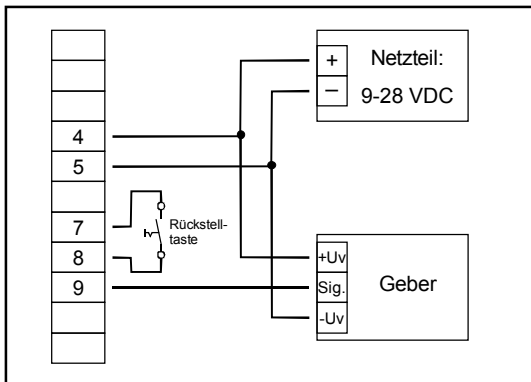 4
5
7
8
9
Rückstell-
taste
+ Netzteil:
– 9-28 VDC
+Uv
Sig. Geber
-Uv